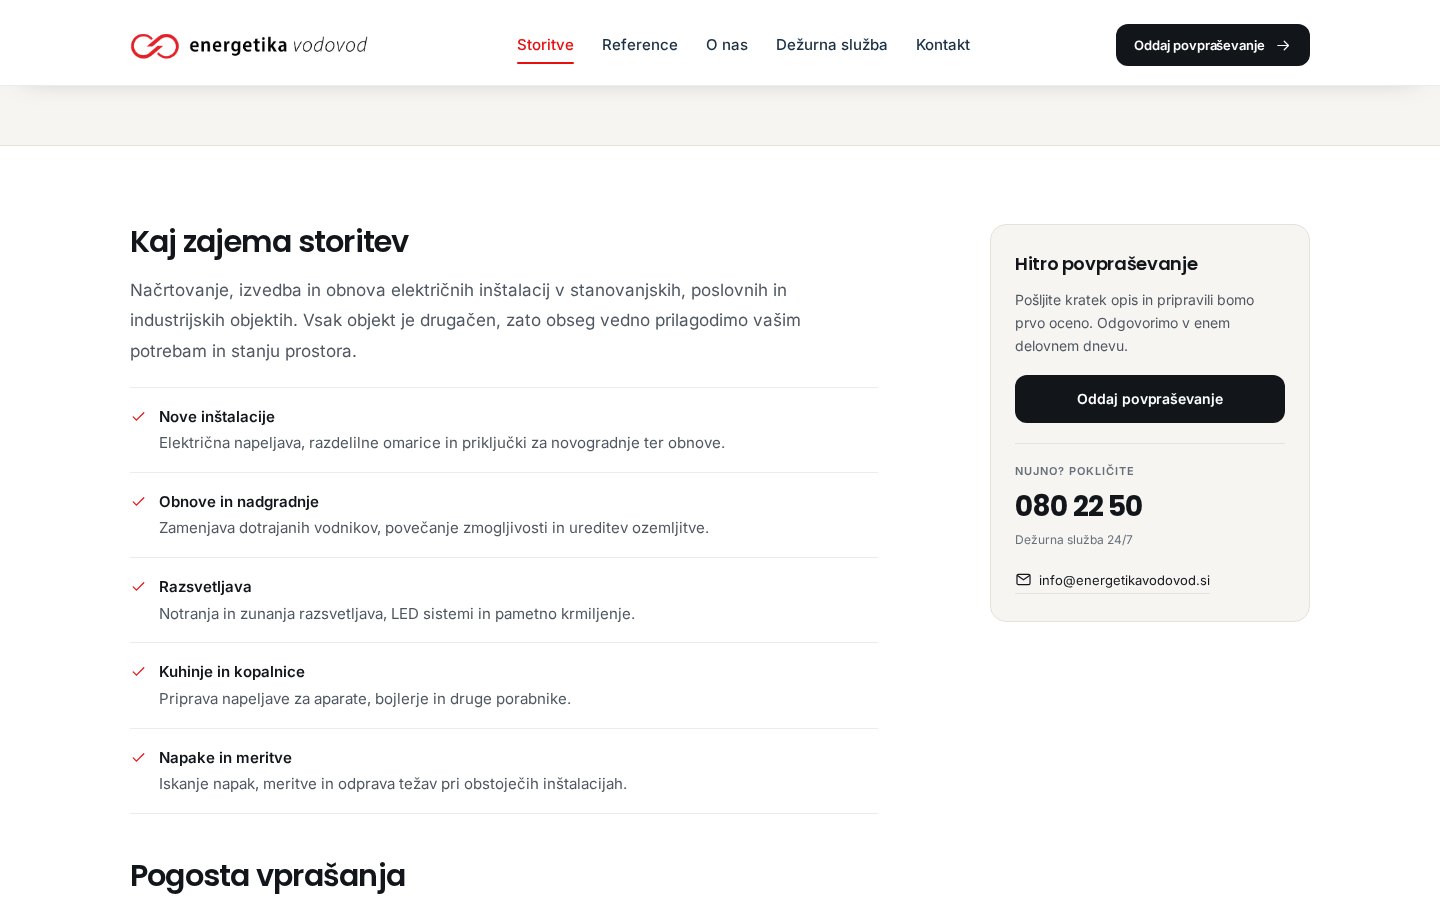 energetika vodovod
Storitve
Reference
O nas
Dežurna služba
Kontakt
Oddaj povpraševanje
Kaj zajema storitev
Načrtovanje, izvedba in obnova električnih inštalacij v stanovanjskih, poslovnih in
industrijskih objektih. Vsak objekt je drugačen, zato obseg vedno prilagodimo vašim
potrebam in stanju prostora.
Nove inštalacije
Električna napeljava, razdelilne omarice in priključki za novogradnje ter obnove.
Obnove in nadgradnje
Zamenjava dotrajanih vodnikov, povečanje zmogljivosti in ureditev ozemljitve.
Razsvetljava
Notranja in zunanja razsvetljava, LED sistemi in pametno krmiljenje.
Kuhinje in kopalnice
Priprava napeljave za aparate, bojlerje in druge porabnike.
Napake in meritve
Iskanje napak, meritve in odprava težav pri obstoječih inštalacijah.
Pogosta vprašanja
Hitro povpraševanje
Pošljite kratek opis in pripravili bomo
prvo oceno. Odgovorimo v enem
delovnem dnevu.
Oddaj povpraševanje
NUJNO? POKLIČITE
080 22 50
Dežurna služba 24/7
info@energetikavodovod.si